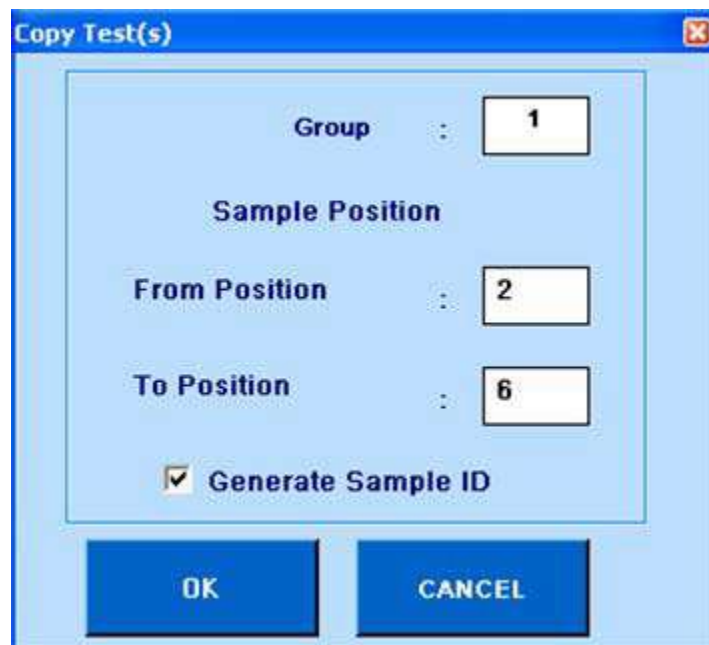 Copy Test(s)
Group : 1
Sample Position
From Position : 2
To Position : 6
Generate Sample ID
OK CANCEL